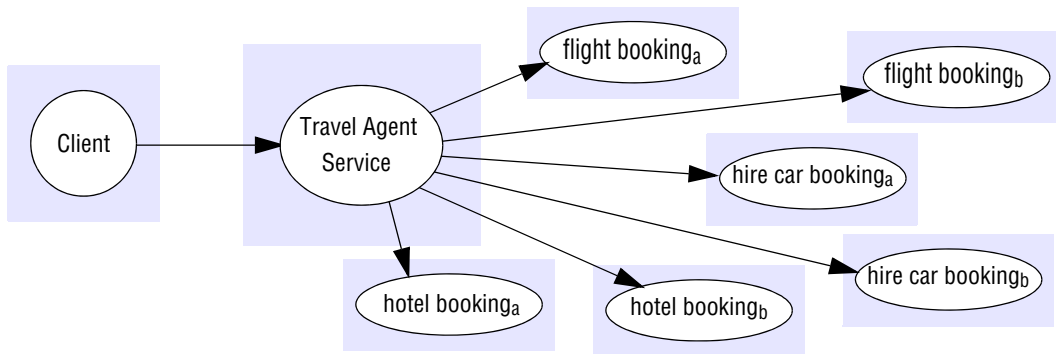 flight bookinga
flight bookingb
Client
Travel Agent
Service
hire car bookinga
hire car bookingb
hotel bookinga
hotel bookingb